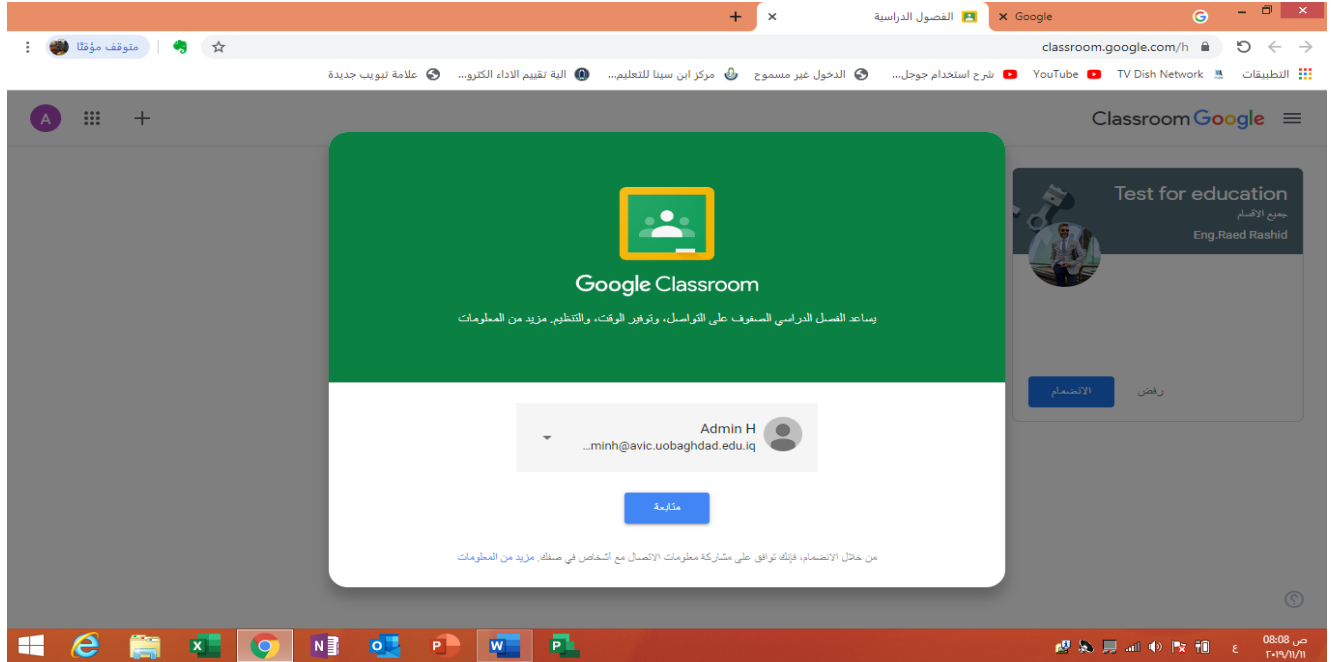 Google
الفصول الدراسية
classroom.google.com/h
متوقف مؤقتًا
التطبيقات
TV Dish Network
YouTube
شرح استخدام جوجل...
الدخول غير مسموح
مركز ابن سينا للتعليم...
الية تقييم الاداء الكترو...
علامة تبويب جديدة
Classroom Google
A
Test for education
جميع الاقسام
Eng.Raed Rashid
الانضمام
رفض
Google Classroom
يساعد الفصل الدراسي الصفوف على التواصل، وتوفير الوقت، والتنظيم. مزيد من المعلومات
Admin H
...minh@avic.uobaghdad.edu.iq
متابعة
من خلال الانضمام، فإنك توافق على مشاركة معلومات الاتصال مع أشخاص في صفك. مزيد من المعلومات
ع
08:08 ص
٢٠١٩/١١/١١